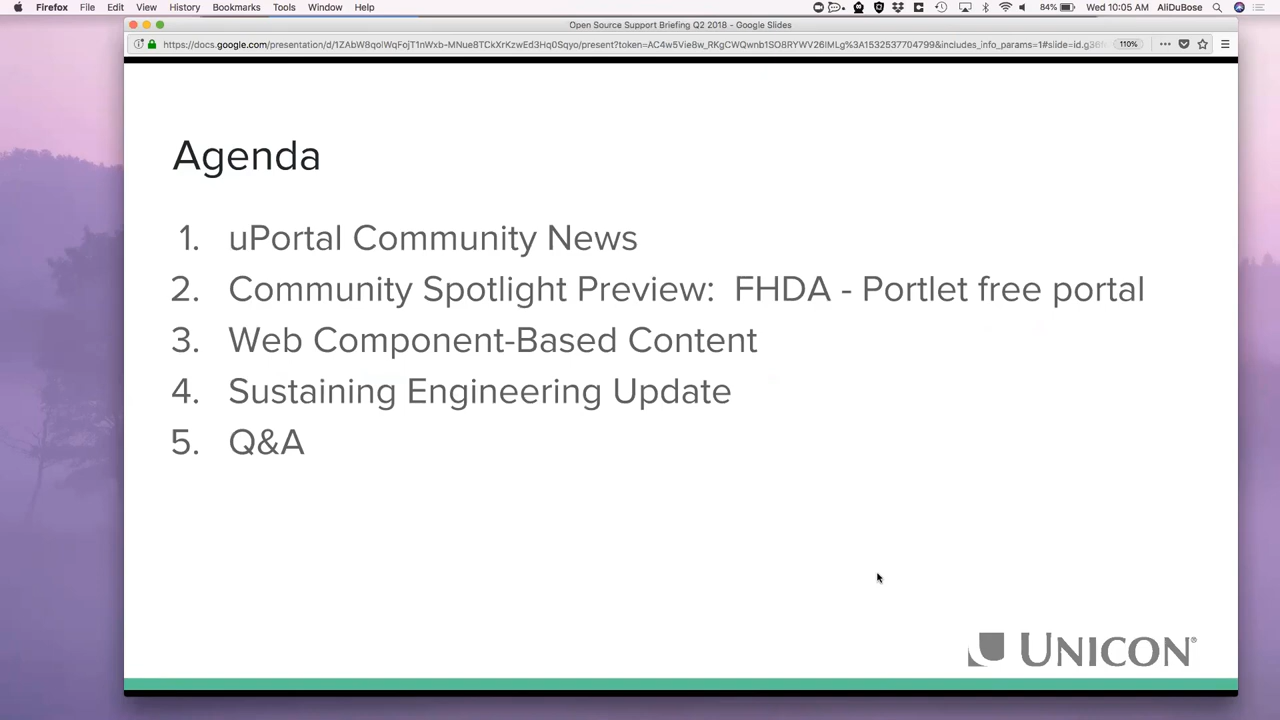 Firefox File Edit View History Bookmarks Tools Window Help
84% Wed 10:05 AM AliDuBose
Open Source Support Briefing Q2 2018 - Google Slides
110%
Agenda
1. uPortal Community News
2. Community Spotlight Preview: FHDA - Portlet free portal
3. Web Component-Based Content
4. Sustaining Engineering Update
5. Q&A
UNICON®